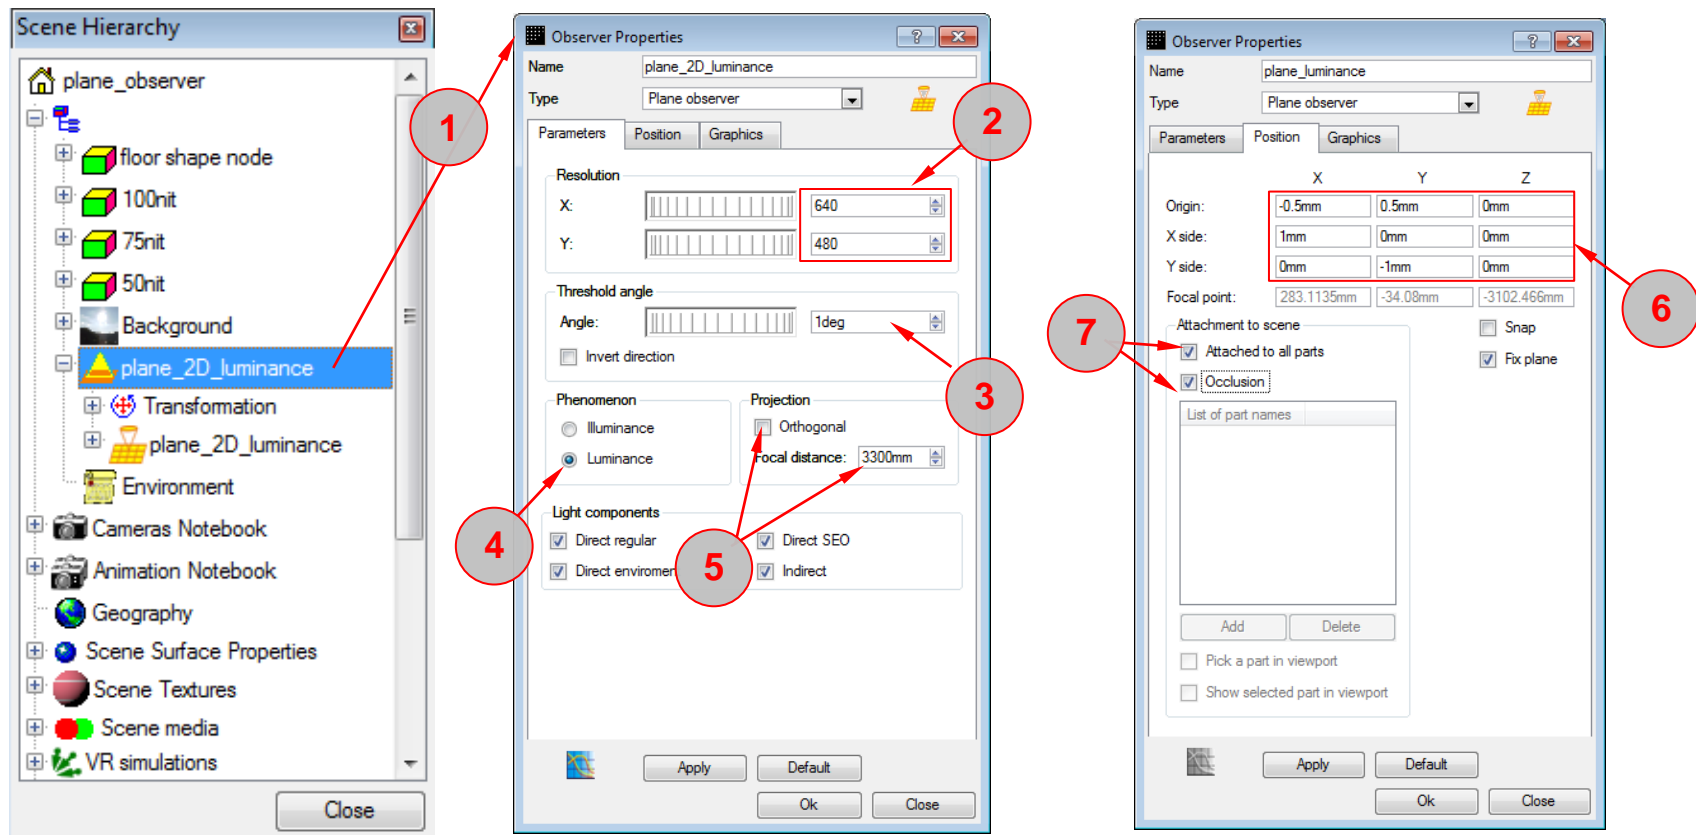 Scene Hierarchy
plane_observer
floor shape node
100nit
75nit
50nit
Background
plane_2D_luminance
Transformation
plane_2D_luminance
Environment
Cameras Notebook
Animation Notebook
Geography
Scene Surface Properties
Scene Textures
Scene media
VR simulations
Close
1
Observer Properties
Name plane_2D_luminance
Type Plane observer
Parameters Position Graphics
2
Resolution
X: 640
Y: 480
Threshold angle
Angle: 1deg
Invert direction
3
Phenomenon
Illuminance
Luminance
Projection
Orthogonal
Focal distance: 3300mm
4
5
Light components
Direct regular Direct SEO
Direct enviromen Indirect
Apply Default
Ok Close
Observer Properties
Name plane_luminance
Type Plane observer
Parameters Position Graphics
X Y Z
Origin: -0.5mm 0.5mm 0mm
X side: 1mm 0mm 0mm
Y side: 0mm -1mm 0mm
Focal point: 283.1135mm -34.08mm -3102.466mm
6
7
Attachment to scene
Attached to all parts
Occlusion
Snap
Fix plane
List of part names
Add Delete
Pick a part in viewport
Show selected part in viewport
Apply Default
Ok Close